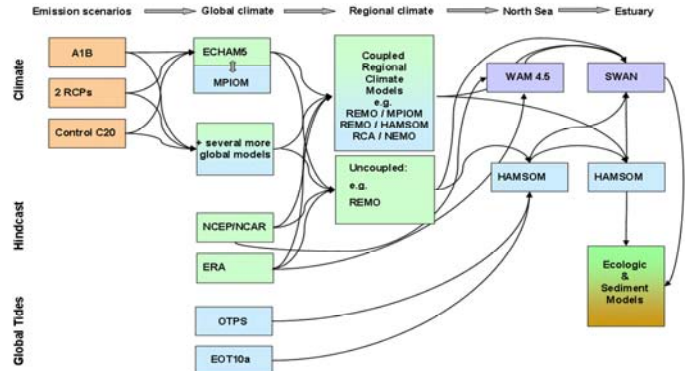 Emission scenarios
Global climate
Regional climate
North Sea
Estuary
Climate
A1B
2 RCPs
Control C20
ECHAM5
MPIOM
+ several more
global models
Coupled
Regional
Climate
Models
e.g.
REMO / MPIOM
REMO / HAMSOM
RCA / NEMO
WAM 4.5
SWAN
Uncoupled:
e.g.
REMO
HAMSOM
HAMSOM
Hindcast
NCEP/NCAR
ERA
Ecologic
&
Sediment
Models
Global Tides
OTPS
EOT10a